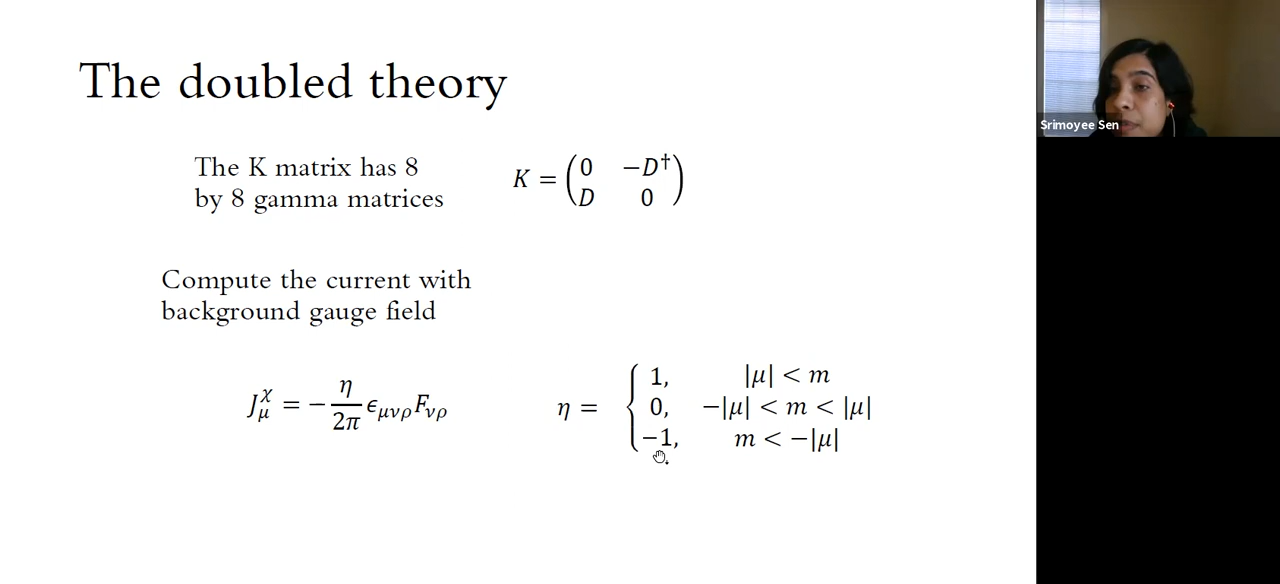 The doubled theory
Srimoyee Sen
The K matrix has 8
by 8 gamma matrices
K = (0 −D† D 0)
Compute the current with
background gauge field
J_μ^χ = −η/2π ϵ_μνρ F_νρ
η = { 1, |μ| < m
0, −|μ| < m < |μ|
−1, m < −|μ|